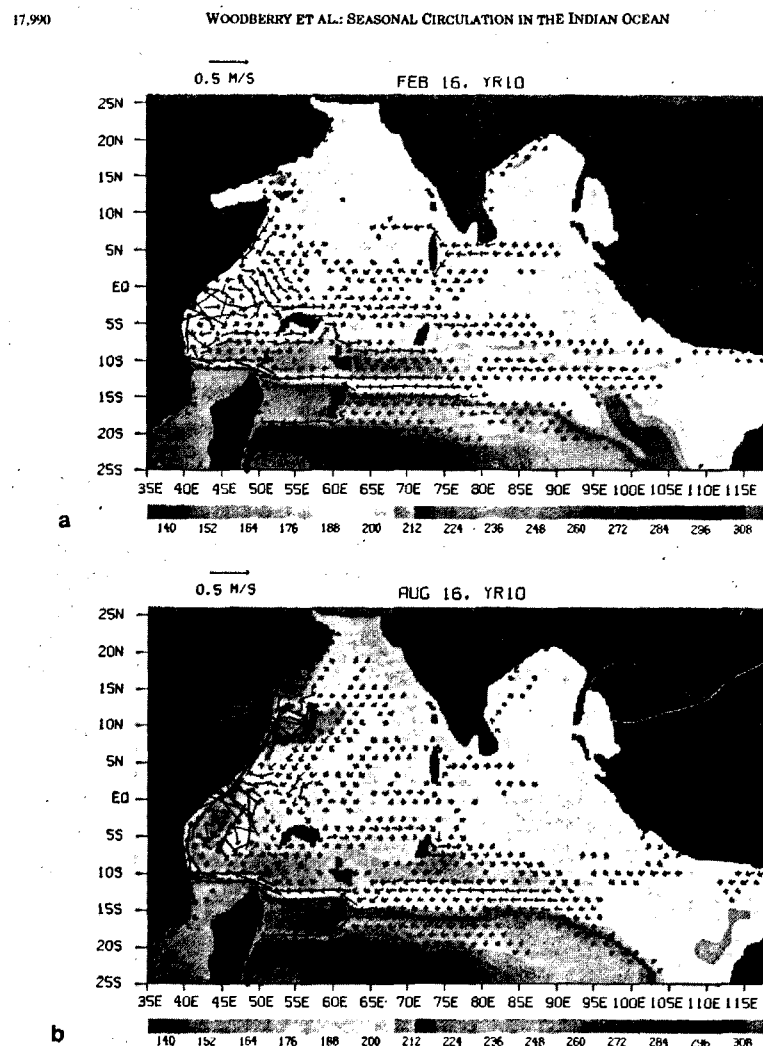 17,990 WOODBERRY ET AL.: SEASONAL CIRCULATION IN THE INDIAN OCEAN
0.5 M/S FEB 16, YR10
25N
20N
15N
10N
5N
EQ
5S
10S
15S
20S
25S
35E 40E 45E 50E 55E 60E 65E 70E 75E 80E 85E 90E 95E 100E 105E 110E 115E
a
140 152 164 176 188 200 212 224 236 248 260 272 284 296 308
0.5 M/S AUG 16, YR10
25N
20N
15N
10N
5N
EQ
5S
10S
15S
20S
25S
35E 40E 45E 50E 55E 60E 65E 70E 75E 80E 85E 90E 95E 100E 105E 110E 115E
b
140 152 164 176 188 200 212 224 236 248 260 272 284 296 308